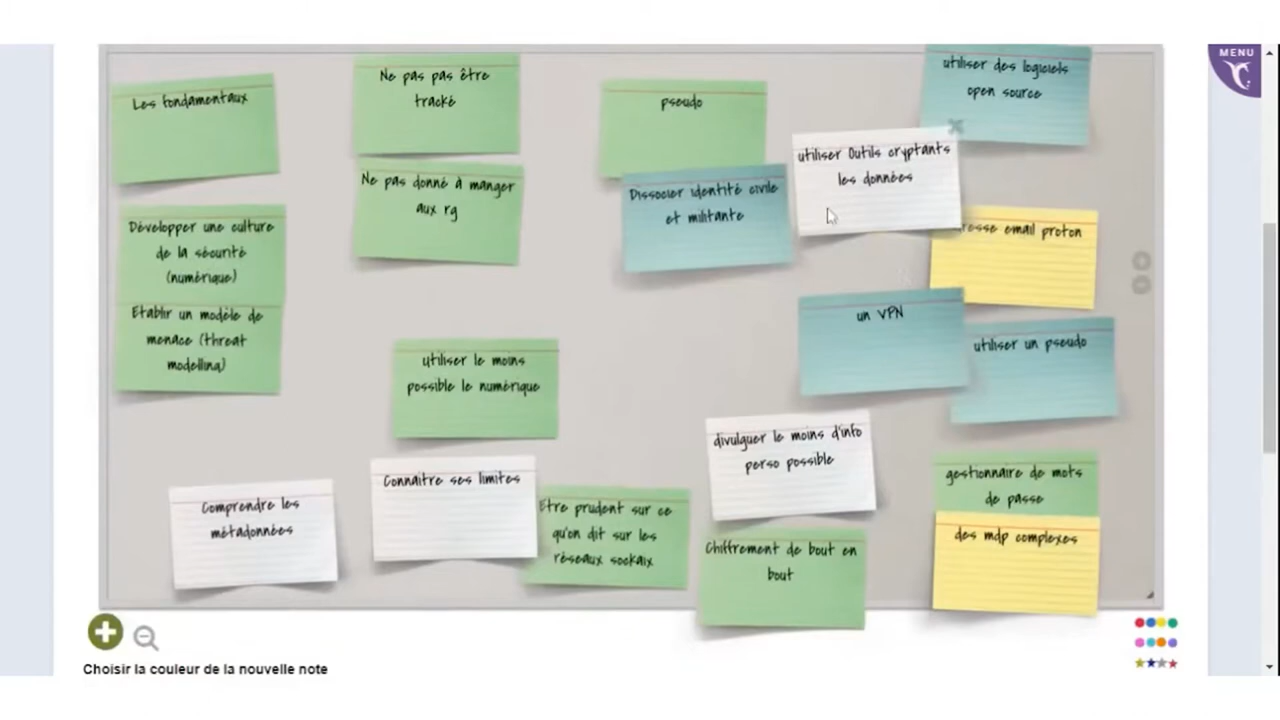 MENU
Les fondamentaux
Ne pas pas être
tracké
pseudo
utiliser des logiciels
open source
utiliser Outils cryptants
les données
Ne pas donné à manger
aux rg
Dissocier identité civile
et militante
Développer une culture
de la sécurité
(numérique)
email proton
Etablir un modèle de
menace (threat
modelling)
un VPN
utiliser un pseudo
utiliser le moins
possible le numérique
divulguer le moins d'info
perso possible
Connaitre ses limites
gestionnaire de mots
de passe
Comprendre les
métadonnées
Etre prudent sur ce
qu'on dit sur les
réseaux sockaix
des mdp complexes
Chiffrement de bout en
bout
Choisir la couleur de la nouvelle note